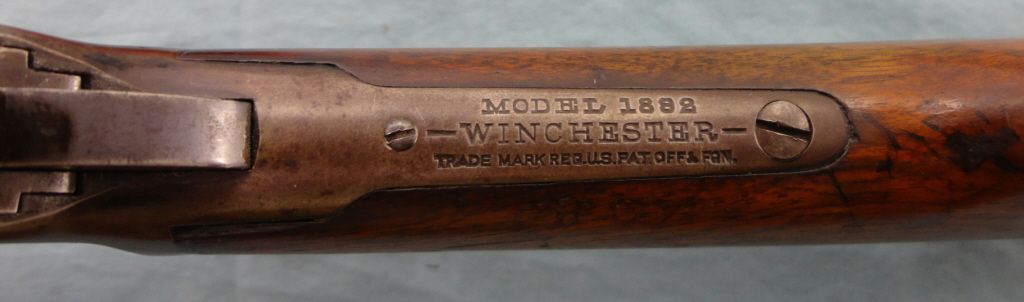 MODEL 1892
-WINCHESTER-
TRADE MARK REG. U.S. PAT OFF & FGN.